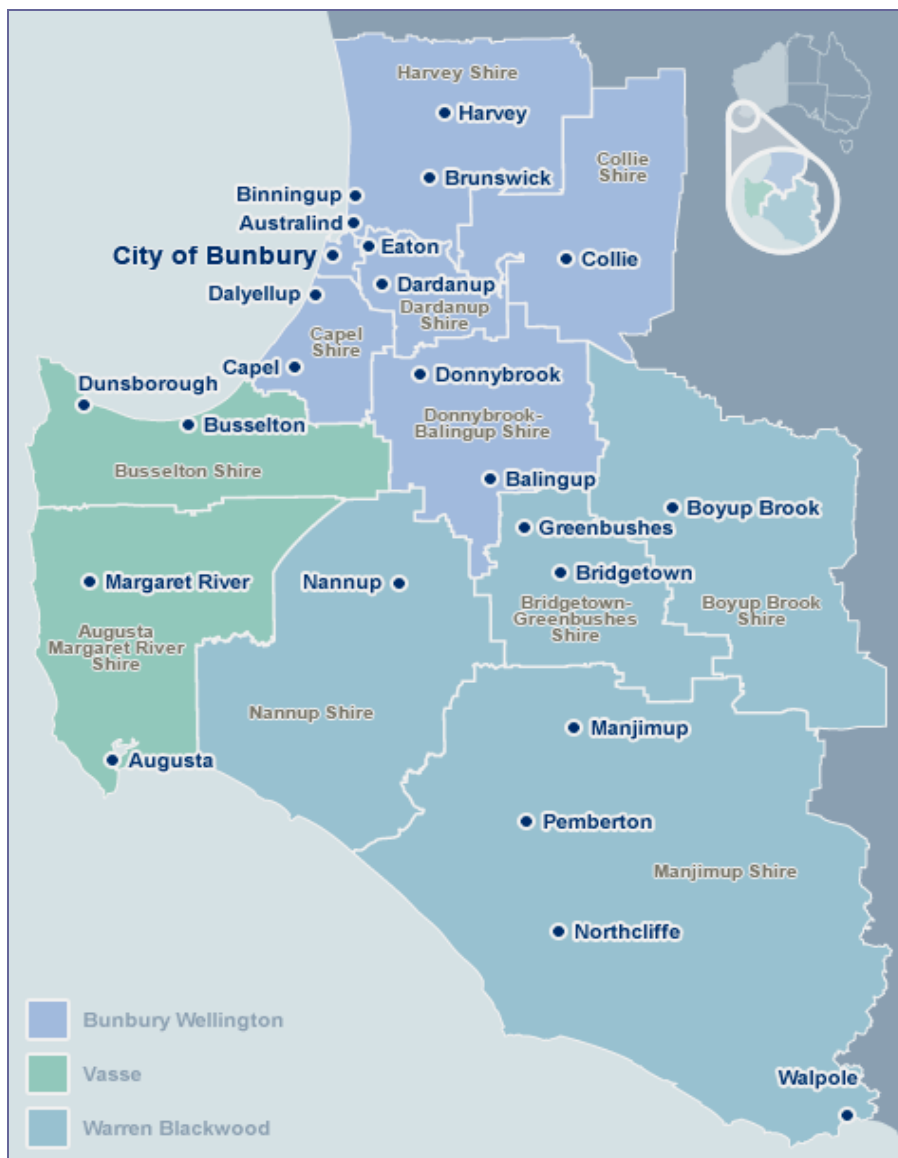 Harvey Shire
Harvey
Collie
Shire
Brunswick
Binningup
Australind
Eaton
City of Bunbury
Collie
Dardanup
Dalyellup
Dardanup
Shire
Capel
Shire
Capel
Donnybrook
Dunsborough
Donnybrook-
Balingup Shire
Busselton
Busselton Shire
Balingup
Boyup Brook
Greenbushes
Margaret River
Nannup
Bridgetown
Bridgetown-
Greenbushes
Shire
Boyup Brook
Shire
Augusta
Margaret River
Shire
Nannup Shire
Manjimup
Augusta
Pemberton
Manjimup Shire
Northcliffe
Bunbury Wellington
Vasse
Walpole
Warren Blackwood